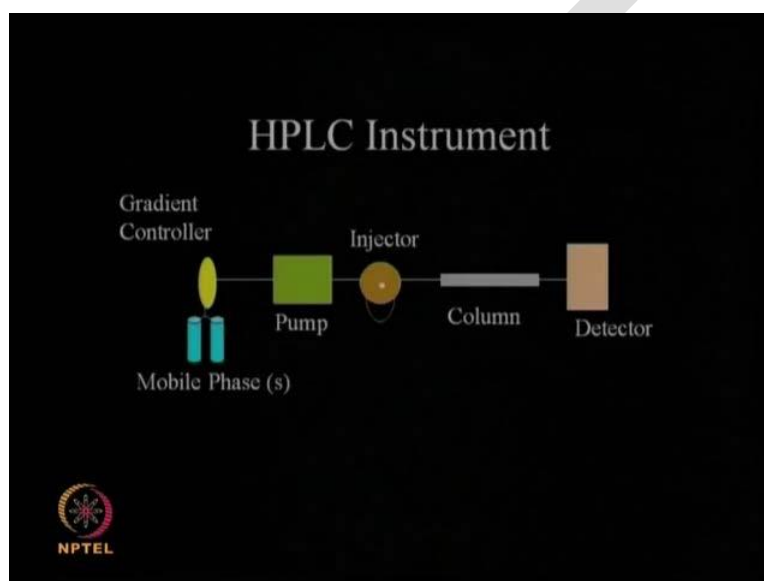 HPLC Instrument
Gradient
Controller
Injector
Pump
Column
Detector
Mobile Phase (s)
NPTEL